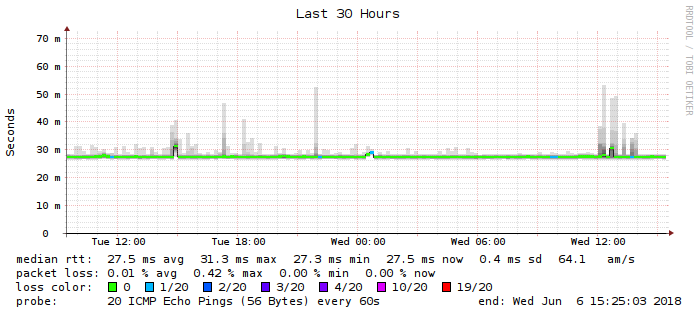 Last 30 Hours
RRDTOOL / TOBI OETIKER
Seconds
70 m
60 m
50 m
40 m
30 m
20 m
10 m
0
Tue 12:00 Tue 18:00 Wed 00:00 Wed 06:00 Wed 12:00
median rtt: 27.5 ms avg 31.3 ms max 27.3 ms min 27.5 ms now 0.4 ms sd 64.1 am/s
packet loss: 0.01 % avg 0.42 % max 0.00 % min 0.00 % now
loss color: 0 1/20 2/20 3/20 4/20 10/20 19/20
probe: 20 ICMP Echo Pings (56 Bytes) every 60s end: Wed Jun 6 15:25:03 2018